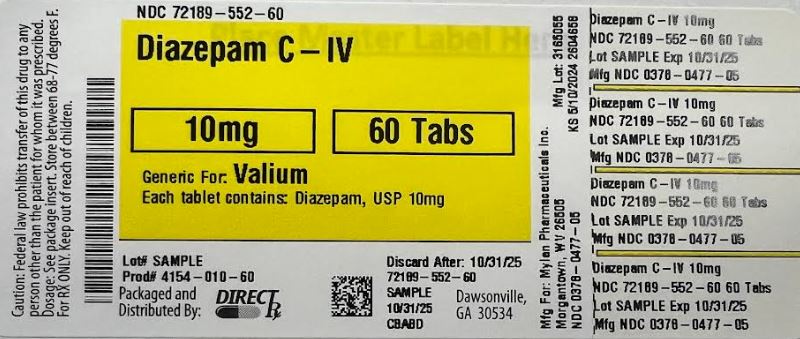 Caution: Federal law prohibits transfer of this drug to any
person other than the patient for whom it was prescribed.
Dosage: See package insert. Store between 68-77 degrees F.
For RX ONLY. Keep out of reach of children.
NDC 72189-552-60
Diazepam C-IV
10mg
60 Tabs
Generic For: Valium
Each tablet contains: Diazepam, USP 10mg
Lot# SAMPLE
Prod# 4154-010-60
Packaged and
Distributed By:
DIRECT Rx
Discard After: 10/31/25
72189-552-60
SAMPLE
10/31/25
CBABD
Dawsonville,
GA 30534
Mfg Lot: 3166055
KS 5/10/2024 2604658
Mfg For: Mylan Pharmaceuticals Inc.
Morgantown, WV 26505
NDC 0378-0477-05
Diazepam C-IV 10mg
NDC 72189-552-60 60 Tabs
Lot SAMPLE Exp 10/31/25
Mfg NDC 0378-0477-05
Diazepam C-IV 10mg
NDC 72189-552-60 60 Tabs
Lot SAMPLE Exp 10/31/25
Mfg NDC 0378-0477-05
Diazepam C-IV 10mg
NDC 72189-552-60 60 Tabs
Lot SAMPLE Exp 10/31/25
Mfg NDC 0378-0477-05
Diazepam C-IV 10mg
NDC 72189-552-60 60 Tabs
Lot SAMPLE Exp 10/31/25
Mfg NDC 0378-0477-05